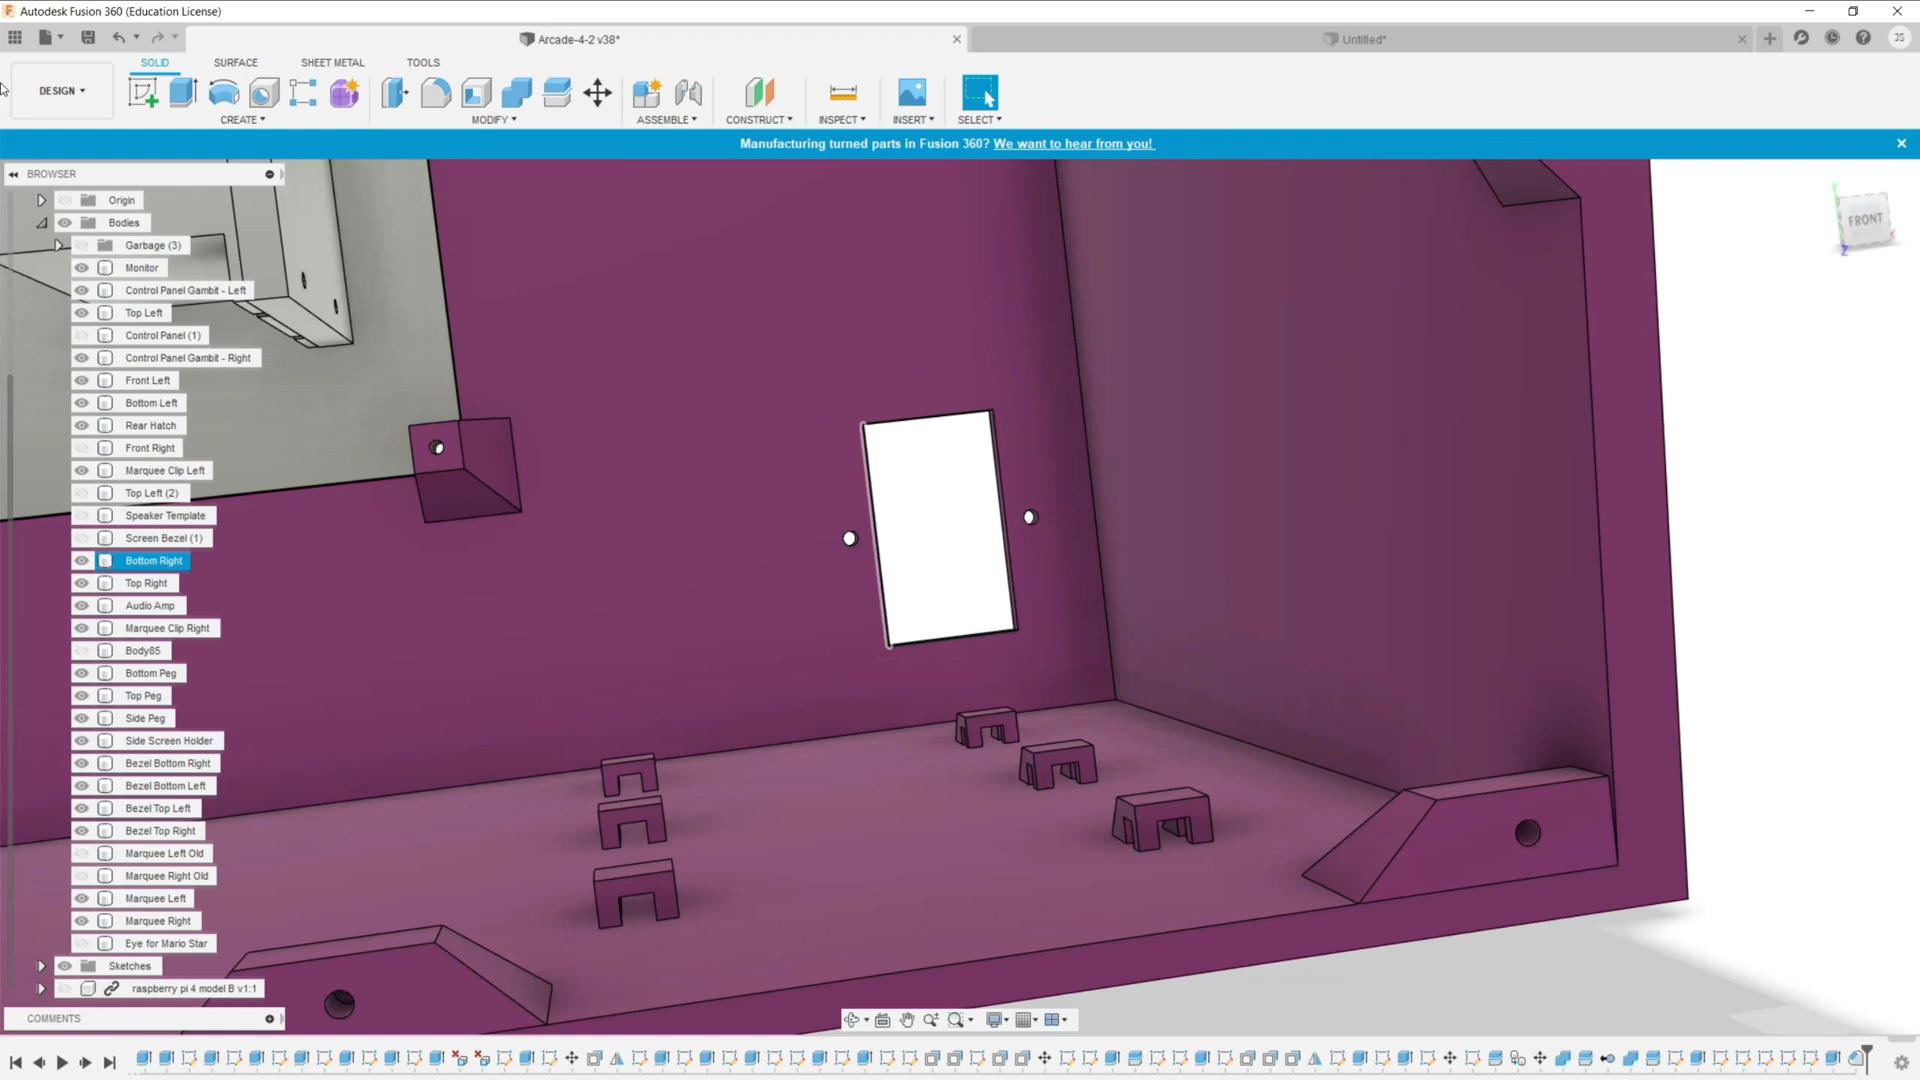 Autodesk Fusion 360 (Education License)
Arcade-4-2 v38*
Untitled*
JS
DESIGN
SOLID
SURFACE
SHEET METAL
TOOLS
CREATE
MODIFY
ASSEMBLE
CONSTRUCT
INSPECT
INSERT
SELECT
Manufacturing turned parts in Fusion 360? We want to hear from you!
BROWSER
Origin
Bodies
Garbage (3)
Monitor
Control Panel Gambit - Left
Top Left
Control Panel (1)
Control Panel Gambit - Right
Front Left
Bottom Left
Rear Hatch
Front Right
Marquee Clip Left
Top Left (2)
Speaker Template
Screen Bezel (1)
Bottom Right
Top Right
Audio Amp
Marquee Clip Right
Body85
Bottom Peg
Top Peg
Side Peg
Side Screen Holder
Bezel Bottom Right
Bezel Bottom Left
Bezel Top Left
Bezel Top Right
Marquee Left Old
Marquee Right Old
Marquee Left
Marquee Right
Eye for Mario Star
Sketches
raspberry pi 4 model B v1:1
COMMENTS
FRONT
Y
X
Z